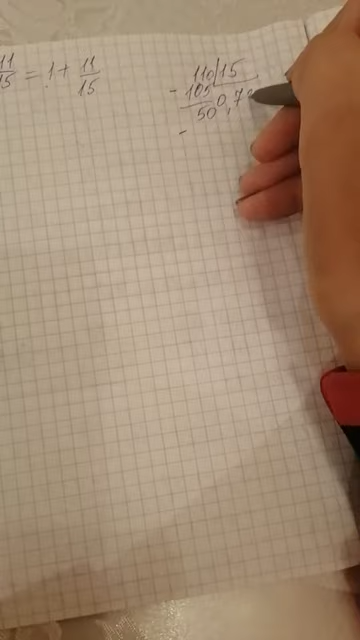 11/15 = 1 + 11/15
110 | 15
- 105 0,7
50
-